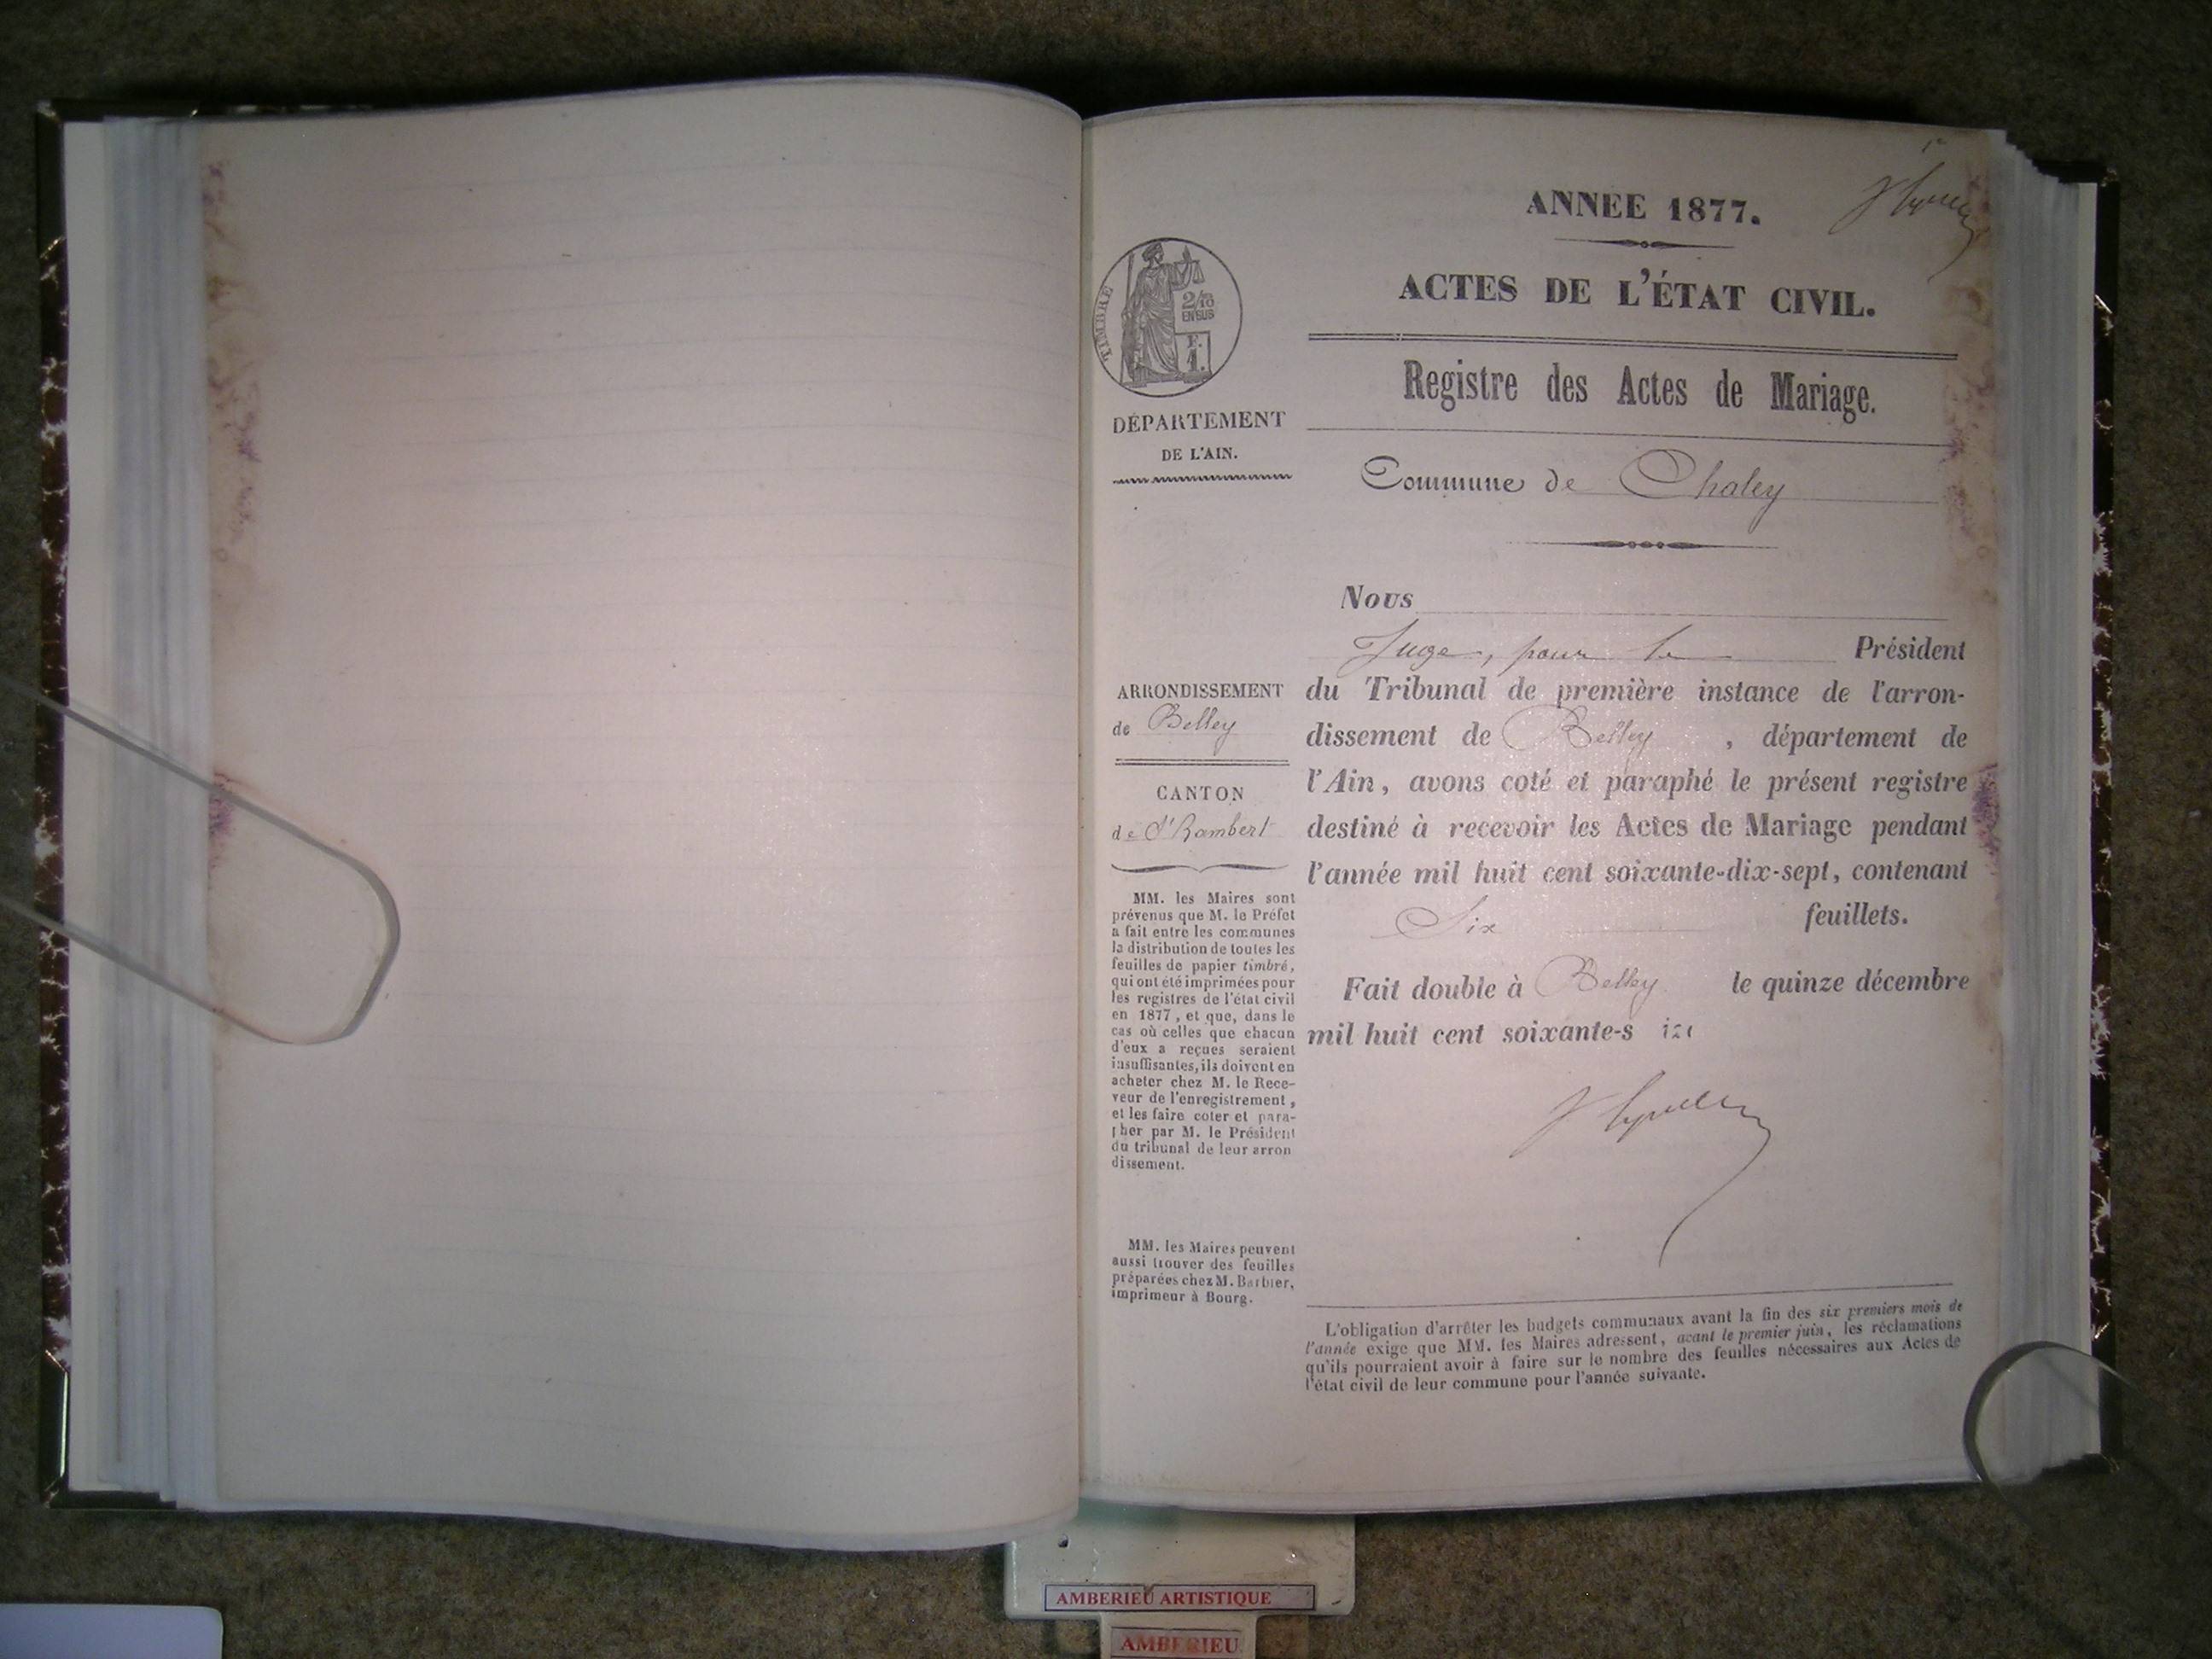 ANNEE 1877.
ACTES DE L'ÉTAT CIVIL.
Registre des Actes de Mariage.
Commune de Chaley
TIMBRE
2/10
EN SUS
F.
1.
DÉPARTEMENT
DE L'AIN.
ARRONDISSEMENT
de Belley
CANTON
de St Rambert
MM. les Maires sont
prévenus que M. le Préfet
a fait entre les communes
la distribution de toutes les
feuilles de papier timbré,
qui ont été imprimées pour
les registres de l'état civil
en 1877, et que, dans le
cas où celles que chacun
d'eux a reçues seraient
insuffisantes, ils doivent en
acheter chez M. le Rece-
veur de l'enregistrement,
et les faire coter et para-
pher par M. le Président
du tribunal de leur arron
dissement.
MM. les Maires peuvent
aussi trouver des feuilles
préparées chez M. Barbier,
imprimeur à Bourg.
Nous
Juge, pour le Président
du Tribunal de première instance de l'arron-
dissement de Belley, département de
l'Ain, avons coté et paraphé le présent registre
destiné à recevoir les Actes de Mariage pendant
l'année mil huit cent soixante-dix-sept, contenant
Six feuillets.
Fait double à Belley le quinze décembre
mil huit cent soixante-s
L'obligation d'arrêter les budgets communaux avant la fin des six premiers mois de
l'année exige que MM. les Maires adressent, avant le premier juin, les réclamations
qu'ils pourraient avoir à faire sur le nombre des feuilles nécessaires aux Actes de
l'état civil de leur commune pour l'année suivante.
AMBERIEU ARTISTIQUE
AMBERIEU